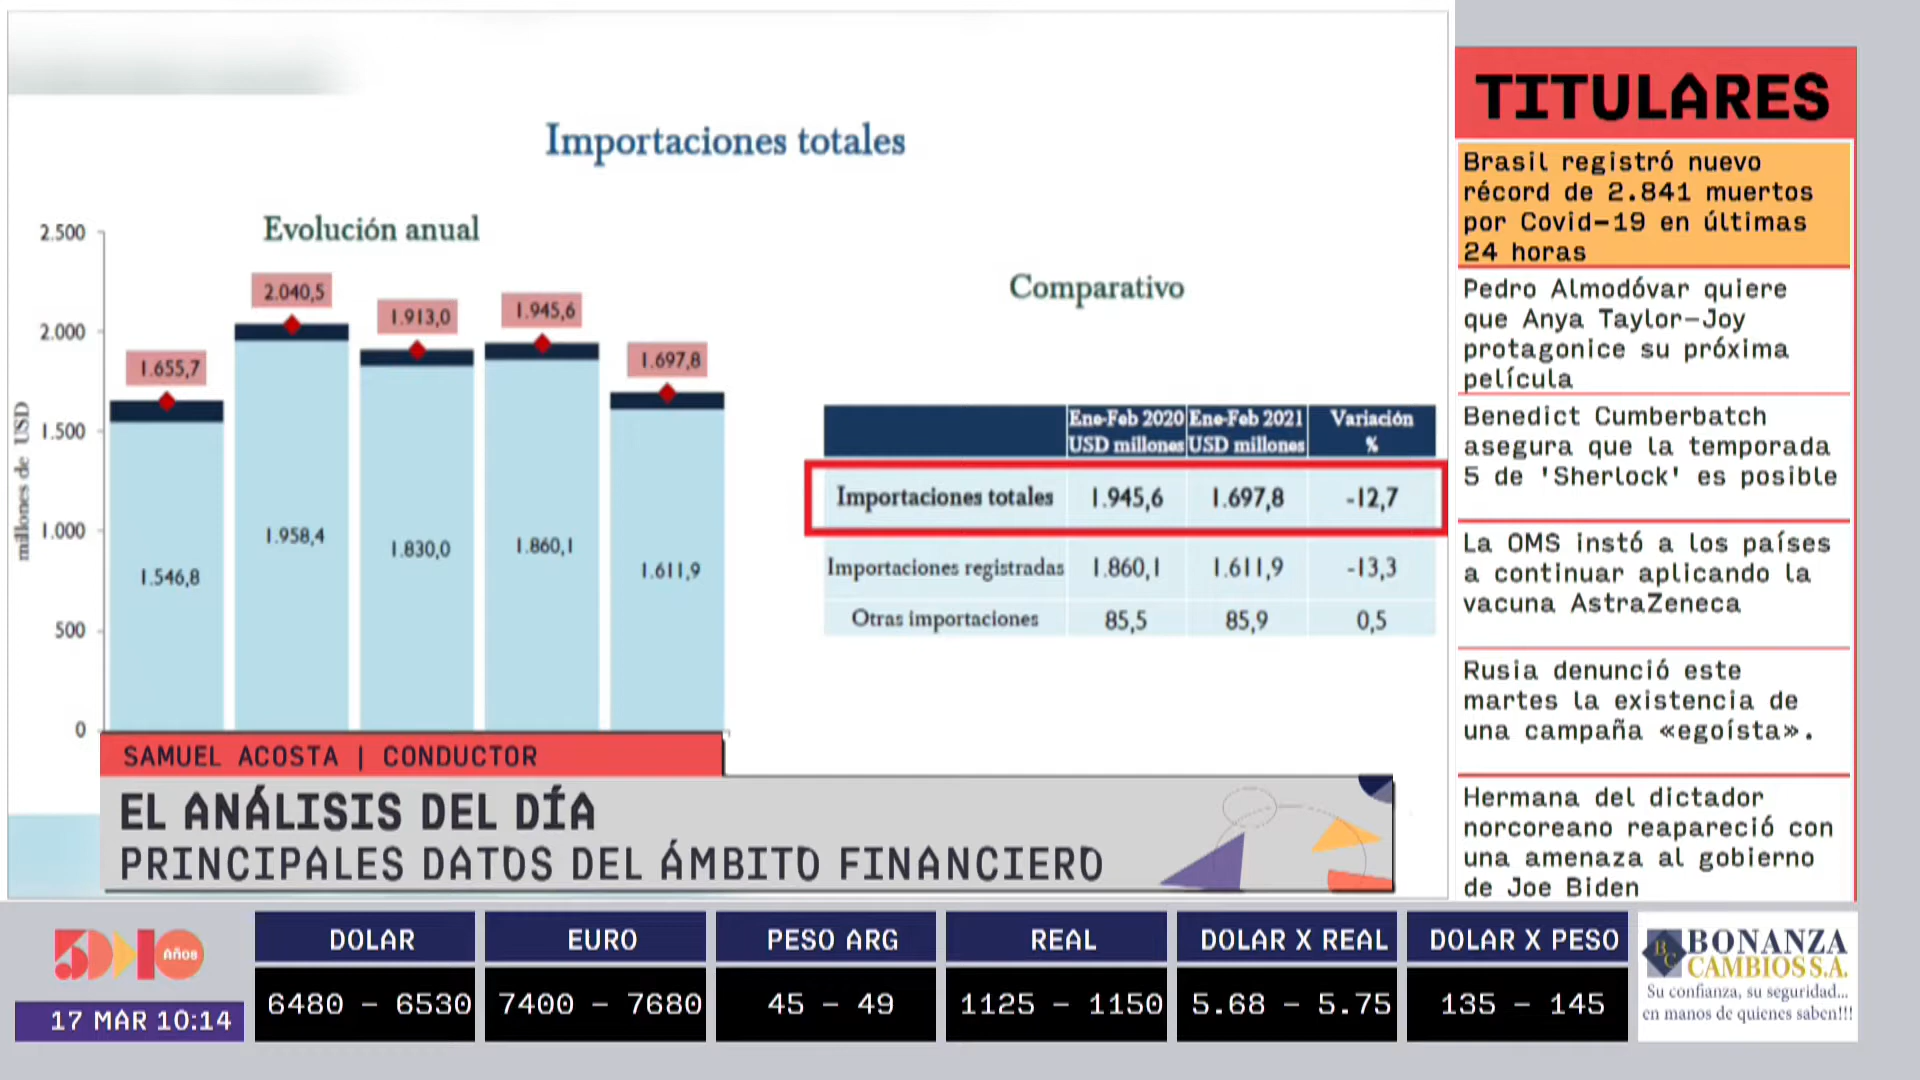 Importaciones totales
Evolución anual
2.500
2.000
1.500
1.000
500
0
millones de USD
1.655,7
2.040,5
1.913,0
1.945,6
1.697,8
1.546,8
1.958,4
1.830,0
1.860,1
1.611,9
Comparativo
Ene-Feb 2020 Ene-Feb 2021 Variación
USD millones USD millones %
Importaciones totales 1.945,6 1.697,8 -12,7
Importaciones registradas 1.860,1 1.611,9 -13,3
Otras importaciones 85,5 85,9 0,5
SAMUEL ACOSTA | CONDUCTOR
EL ANÁLISIS DEL DÍA
PRINCIPALES DATOS DEL ÁMBITO FINANCIERO
TITULARES
Brasil registró nuevo
récord de 2.841 muertos
por Covid-19 en últimas
24 horas
Pedro Almodóvar quiere
que Anya Taylor-Joy
protagonice su próxima
película
Benedict Cumberbatch
asegura que la temporada
5 de 'Sherlock' es posible
La OMS instó a los países
a continuar aplicando la
vacuna AstraZeneca
Rusia denunció este
martes la existencia de
una campaña «egoísta».
Hermana del dictador
norcoreano reapareció con
una amenaza al gobierno
de Joe Biden
5D10 Años
17 MAR 10:14
DOLAR EURO PESO ARG REAL DOLAR X REAL DOLAR X PESO
6480 - 6530 7400 - 7680 45 - 49 1125 - 1150 5.68 - 5.75 135 - 145
BC BONANZA
CAMBIOS S.A.
Su confianza, su seguridad...
en manos de quienes saben!!!